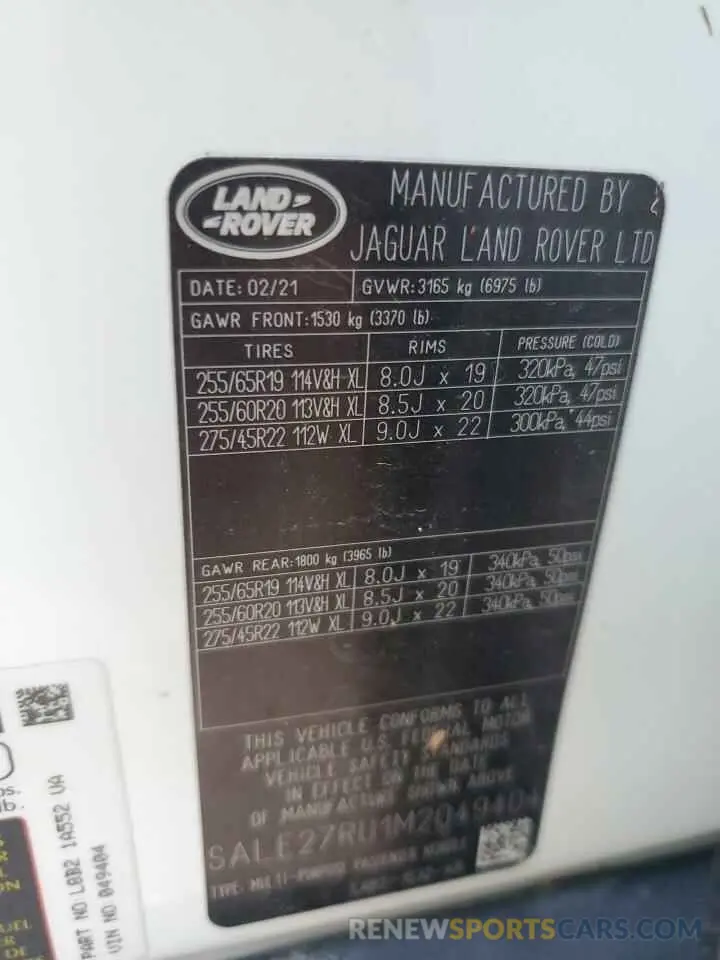 LAND ROVER
MANUFACTURED BY
JAGUAR LAND ROVER LTD
DATE: 02/21 GVWR: 3165 kg (6975 lb)
GAWR FRONT: 1530 kg (3370 lb)
TIRES RIMS PRESSURE (COLD)
255/65R19 114V&H XL 8.0J x 19 320kPa, 47psi
255/60R20 113V&H XL 8.5J x 20 320kPa, 47psi
275/45R22 112W XL 9.0J x 22 300kPa, 44psi
GAWR REAR: 1800 kg (3965 lb)
255/65R19 114V&H XL 8.0J x 19 340kPa, 50psi
255/60R20 113V&H XL 8.5J x 20 340kPa, 50psi
275/45R22 112W XL 9.0J x 22 340kPa, 50psi
THIS VEHICLE CONFORMS TO ALL
APPLICABLE U.S. FEDERAL MOTOR
VEHICLE SAFETY STANDARDS
IN EFFECT ON THE DATE
OF MANUFACTURE SHOWN ABOVE
SALE27RU1M2049404
TYPE: MULTI-PURPOSE PASSENGER VEHICLE
PART NO L8B2 1A552 UA
VIN NO 049404
RENEWSPORTSCARS.COM